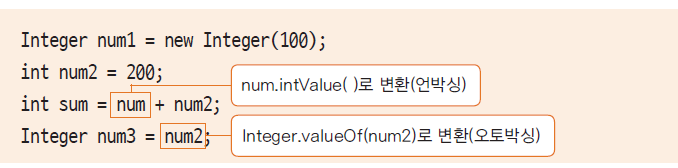 Integer num1 = new Integer(100);
int num2 = 200;
num.intValue( )로 변환(언박싱)
int sum = num + num2;
Integer num3 = num2;
Integer.valueOf(num2)로 변환(오토박싱)